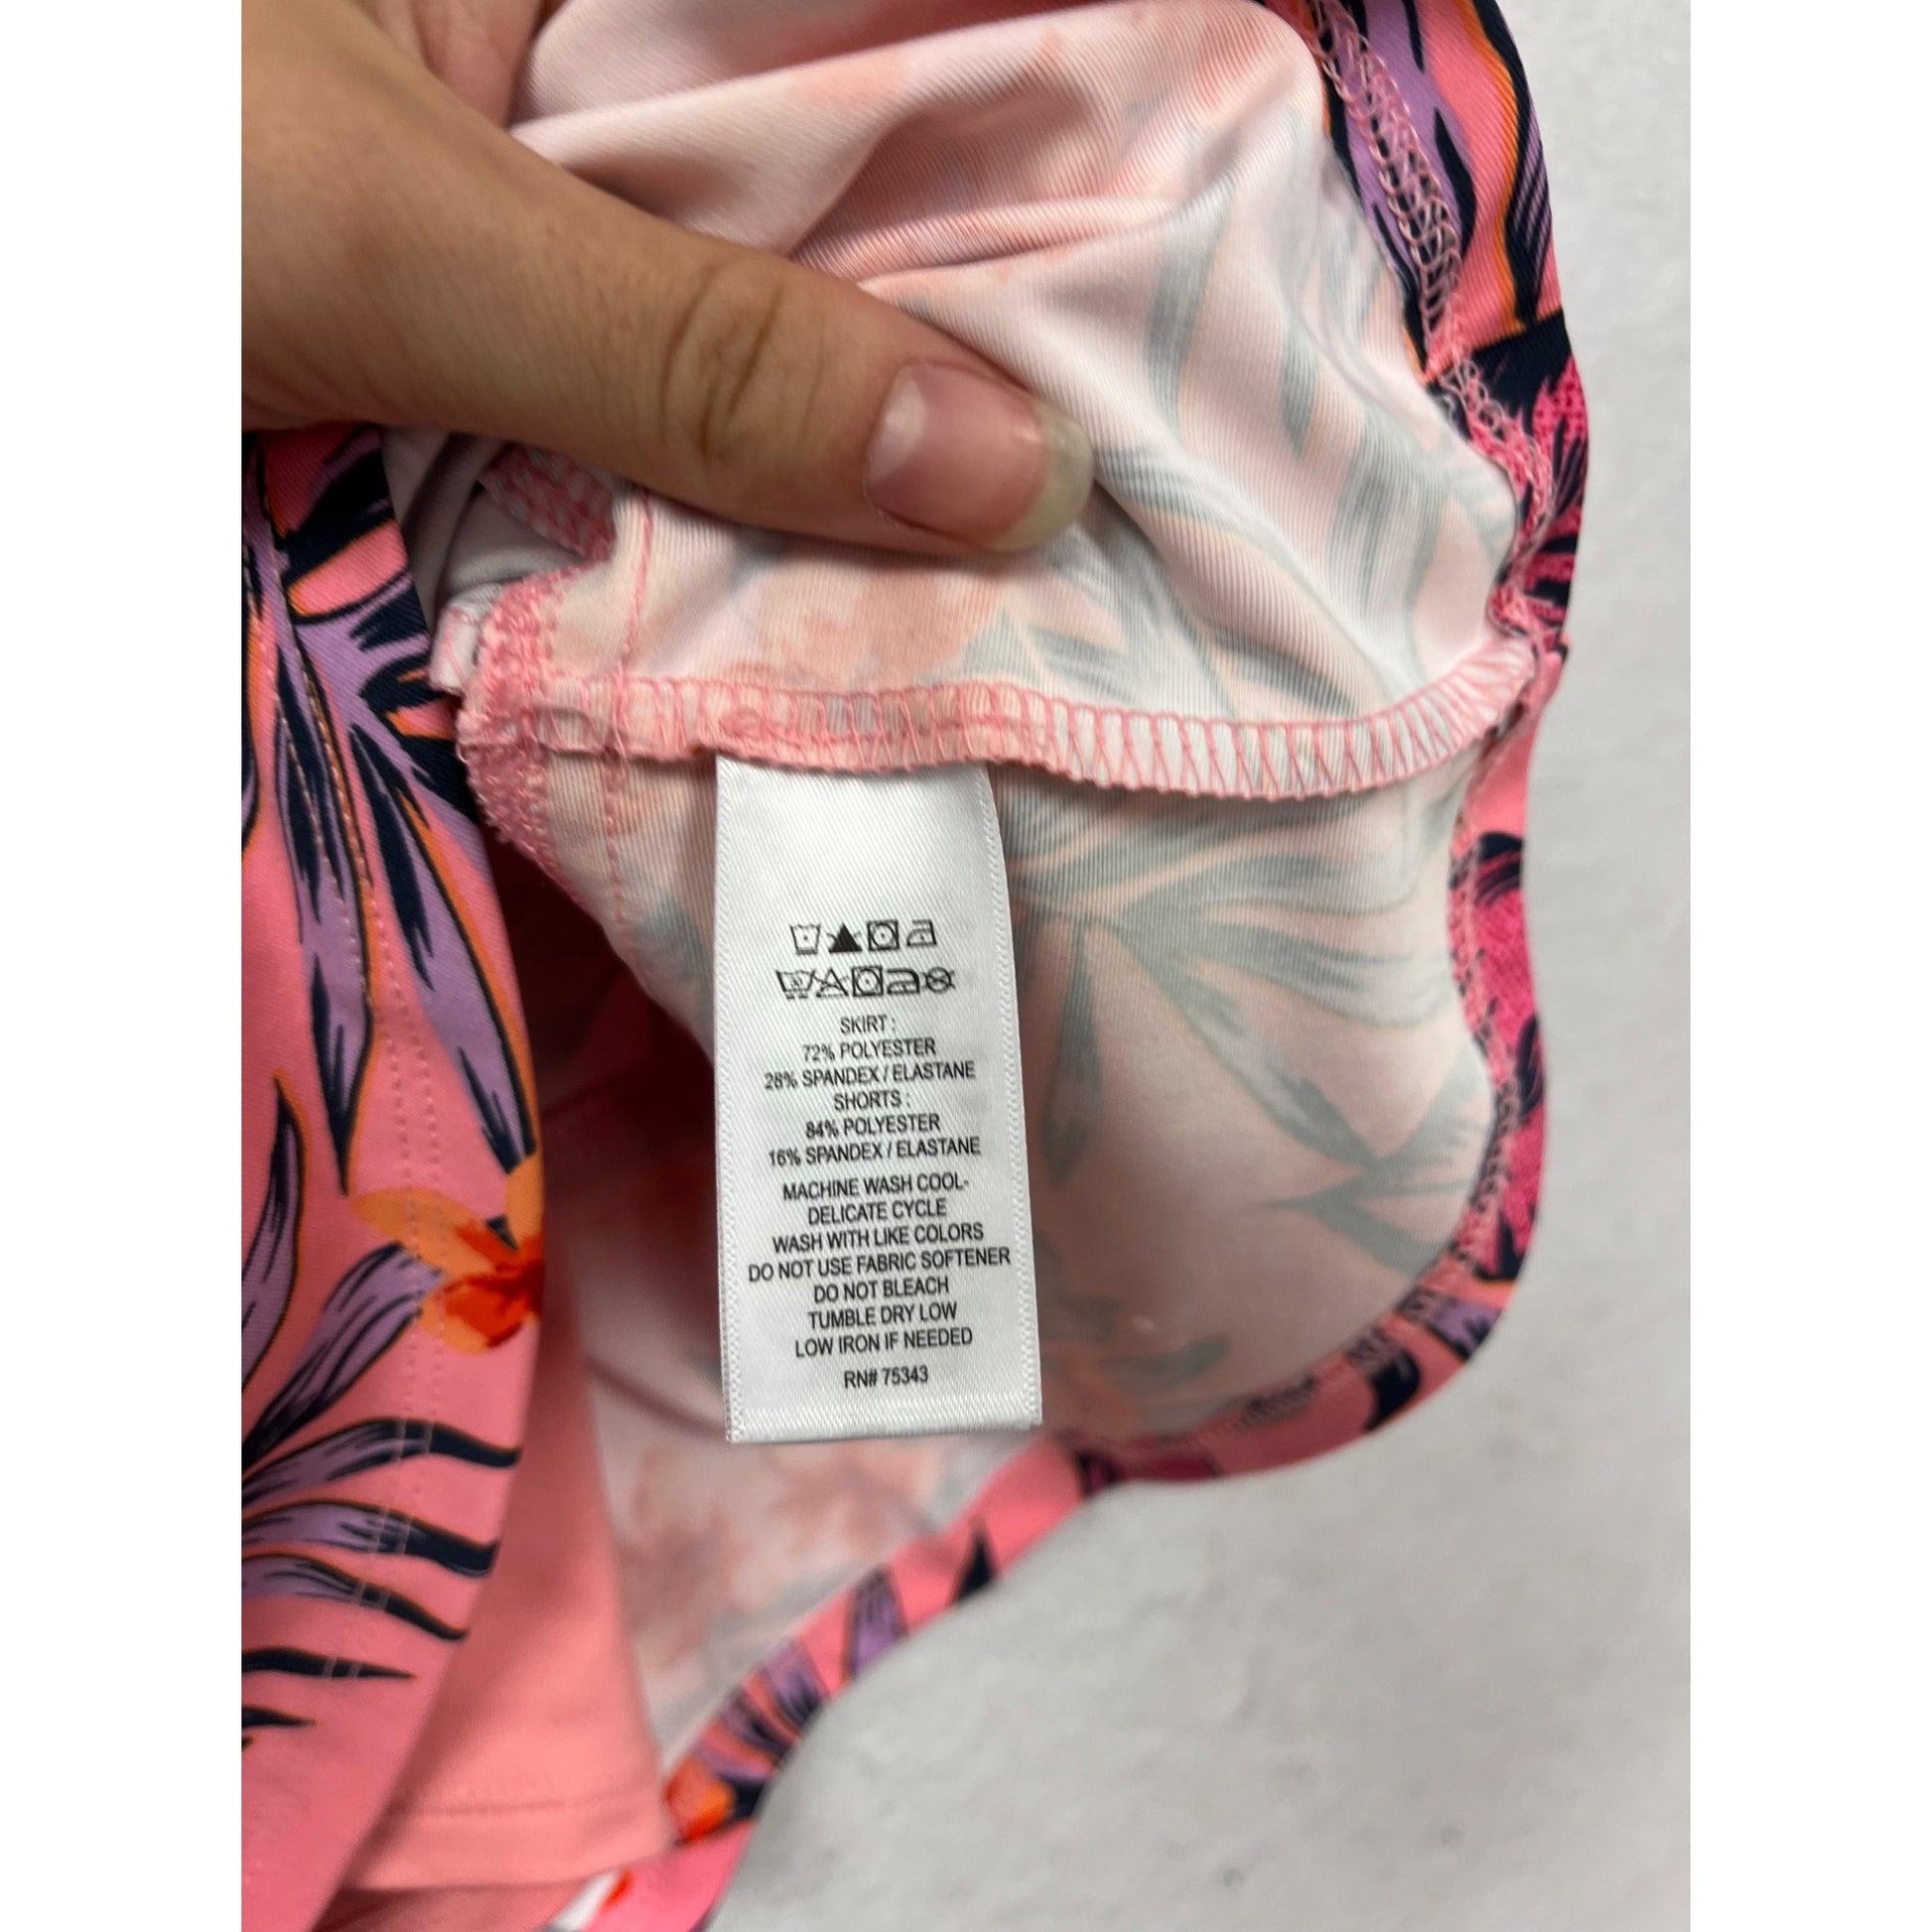 SKIRT :
72% POLYESTER
28% SPANDEX / ELASTANE
SHORTS :
84% POLYESTER
16% SPANDEX / ELASTANE
MACHINE WASH COOL-
DELICATE CYCLE
WASH WITH LIKE COLORS
DO NOT USE FABRIC SOFTENER
DO NOT BLEACH
TUMBLE DRY LOW
LOW IRON IF NEEDED
RN# 75343